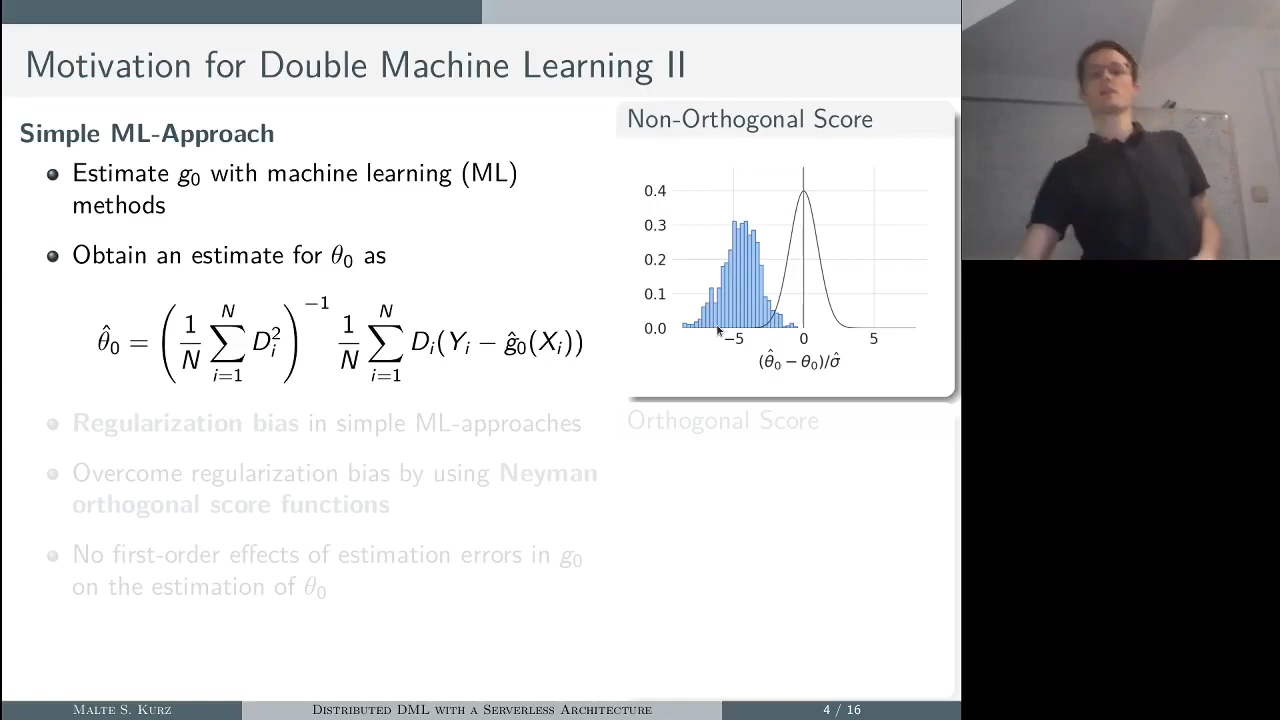 Motivation for Double Machine Learning II
Simple ML-Approach
Estimate g₀ with machine learning (ML)
methods
Obtain an estimate for θ₀ as
θ̂₀ = (1/N ∑_{i=1}^{N} D_i²)^{-1} 1/N ∑_{i=1}^{N} D_i(Y_i − ĝ₀(X_i))
Regularization bias in simple ML-approaches
Overcome regularization bias by using Neyman
orthogonal score functions
No first-order effects of estimation errors in g₀
on the estimation of θ₀
Non-Orthogonal Score
0.4
0.3
0.2
0.1
0.0
−5 0 5
(θ̂₀ − θ₀)/σ̂
Orthogonal Score
Malte S. Kurz
Distributed DML with a Serverless Architecture
4 / 16